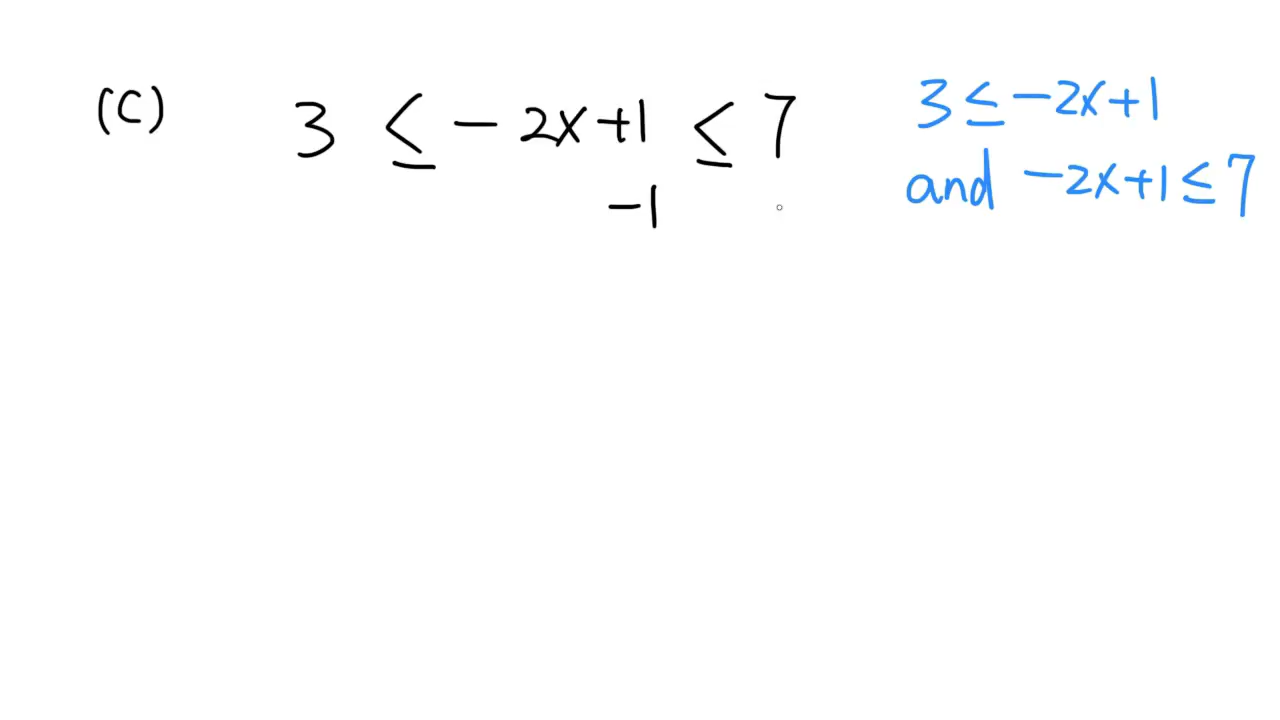 (C) 3 ≤ -2x+1 ≤ 7
-1
3 ≤ -2x+1
and -2x+1 ≤ 7